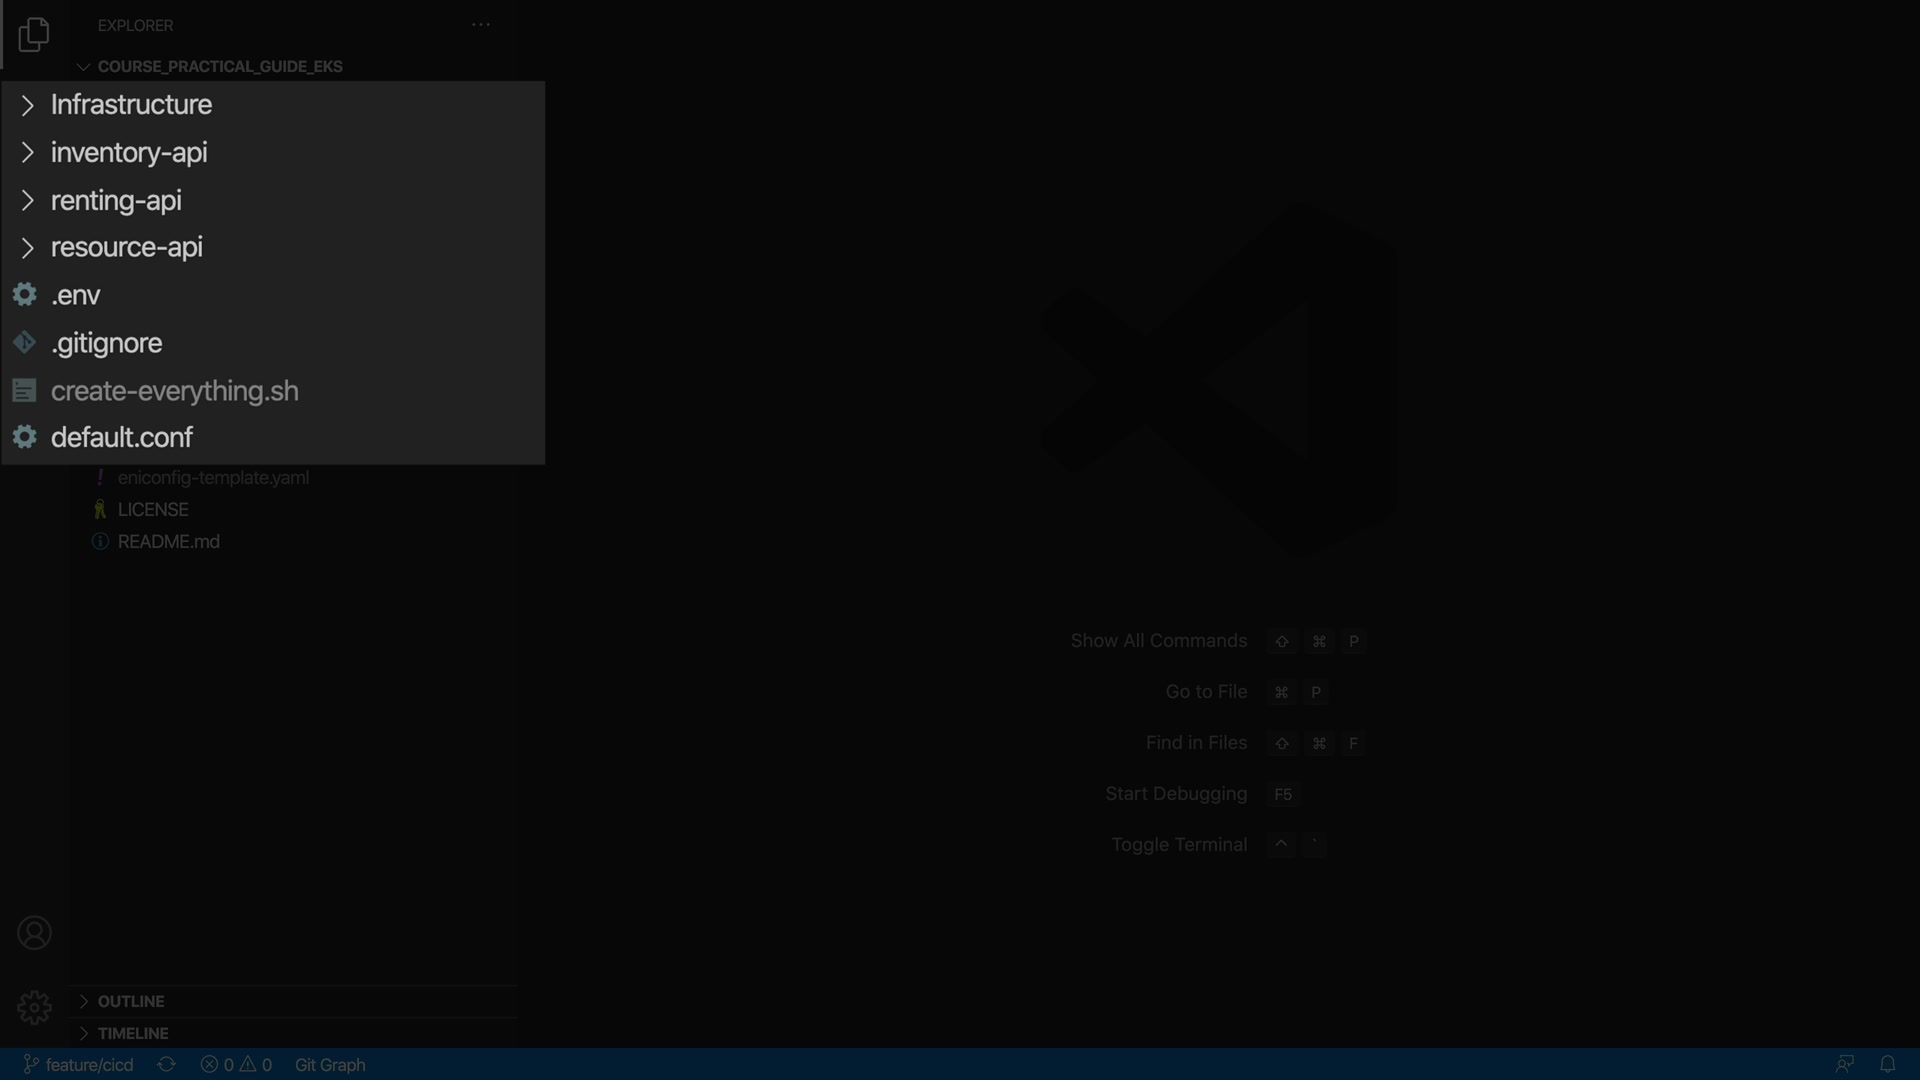 EXPLORER
COURSE_PRACTICAL_GUIDE_EKS
Infrastructure
inventory-api
renting-api
resource-api
.env
.gitignore
create-everything.sh
default.conf
eniconfig-template.yaml
LICENSE
README.md
Show All Commands ⇧ ⌘ P
Go to File ⌘ P
Find in Files ⇧ ⌘ F
Start Debugging F5
Toggle Terminal ^ `
OUTLINE
TIMELINE
feature/cicd 0 0 Git Graph